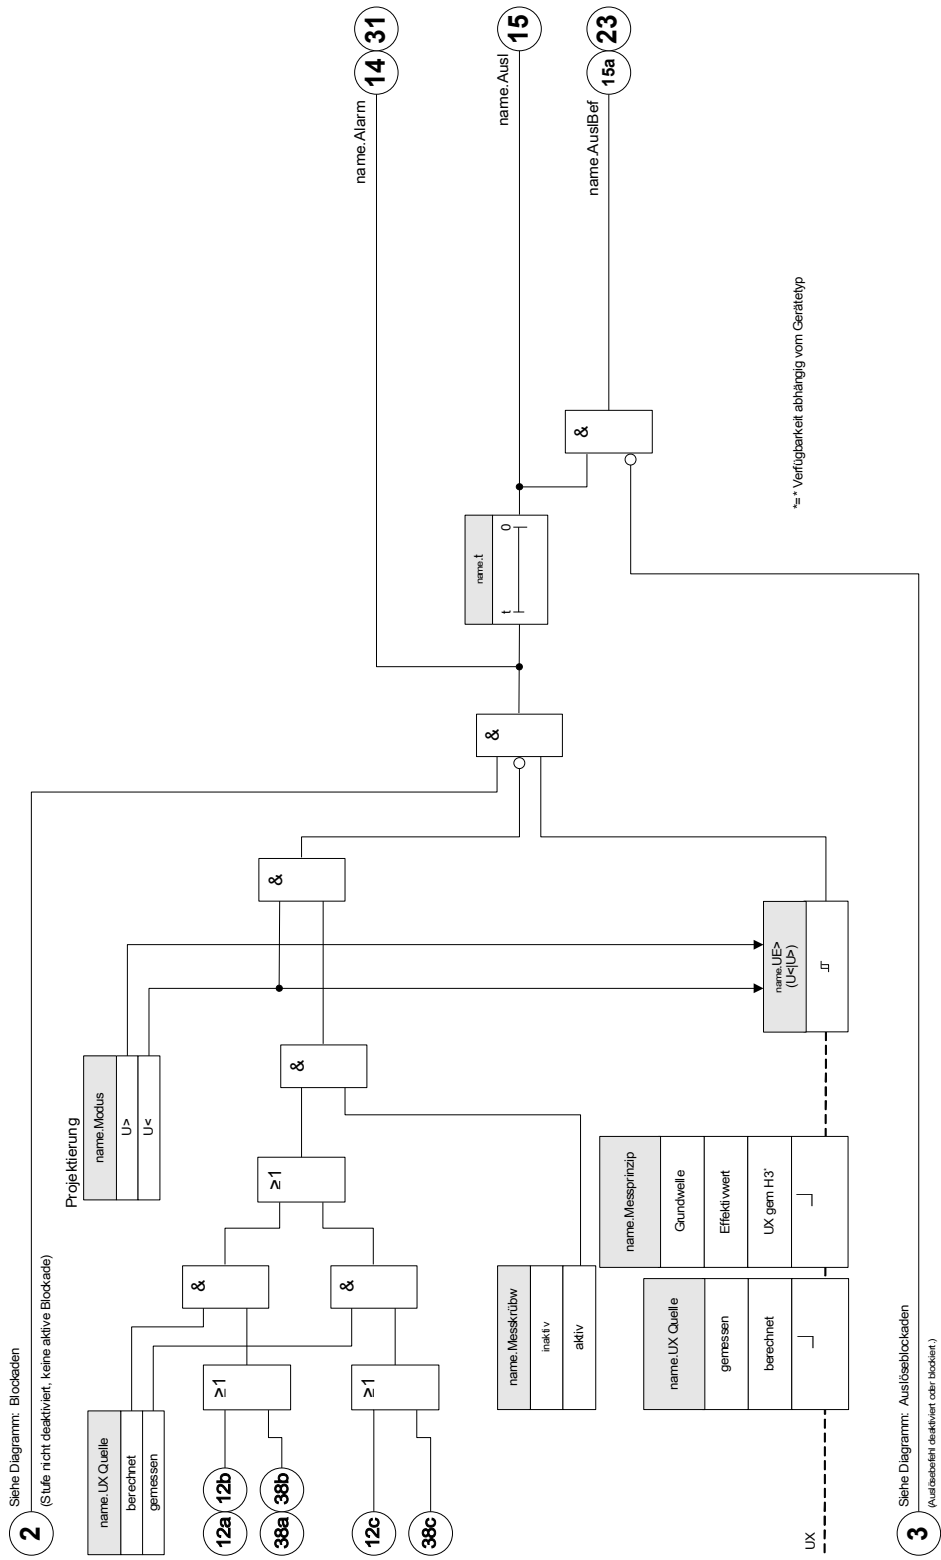 2
Siehe Diagramm: Blockaden
(Stufe nicht deaktiviert, keine aktive Blockade)
name.UX Quelle
berechnet
gemessen
12a
12b
38a
38b
12c
38c
≥1
≥1
&
&
≥1
Projektierung
name.Modus
U>
U<
&
&
name.Messkrübw
inaktiv
aktiv
UX
name.UX Quelle
gemessen
berechnet
name.Messprinzip
Grundwelle
Effektivwert
UX gem H3*
name.UE>
(U<|U>)
&
name.t
t
0
&
name.Alarm
14
31
name.Ausl
15
name.AuslBef
15a
23
*=* Verfügbarkeit abhängig vom Gerätetyp
3
Siehe Diagramm: Auslöseblockaden
(Auslösebefehl deaktiviert oder blockiert.)